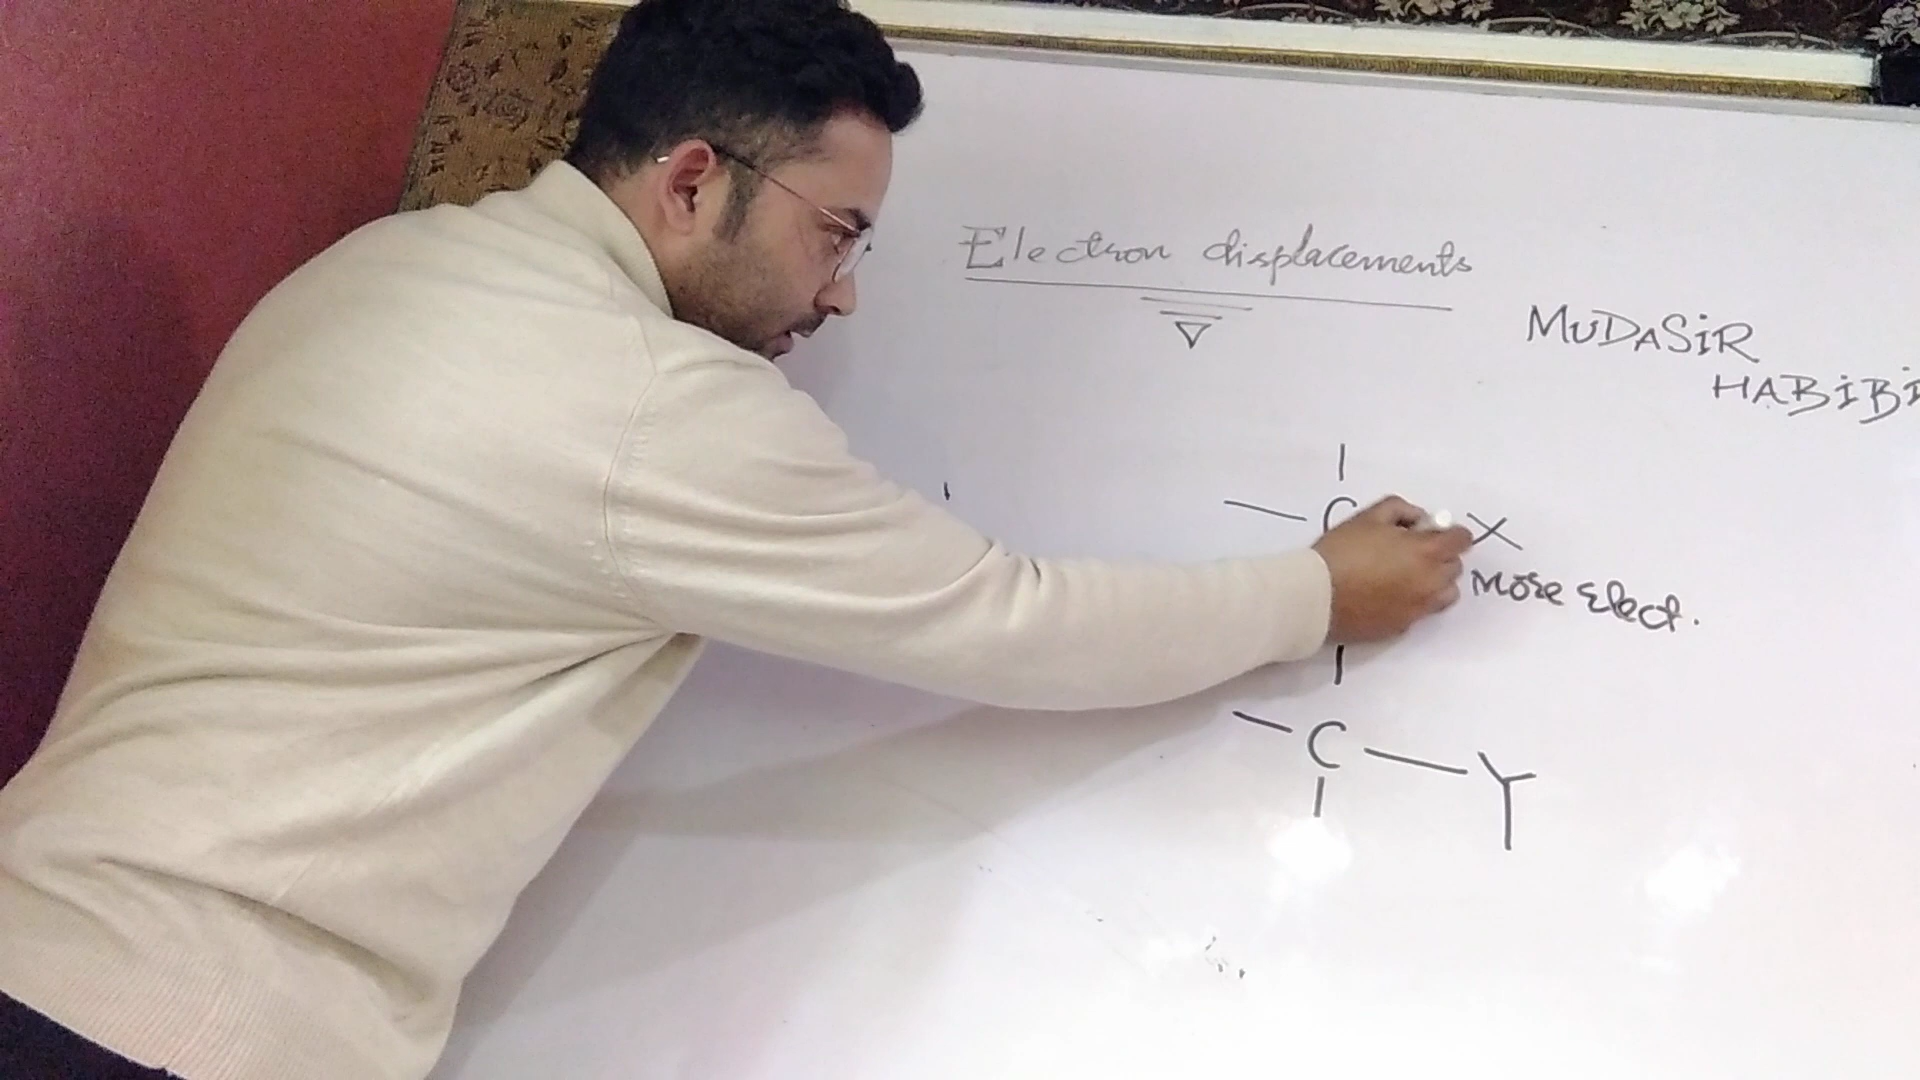 Electron displacements
MUDASIR
HABIBI
C X
More Elect.
C Y